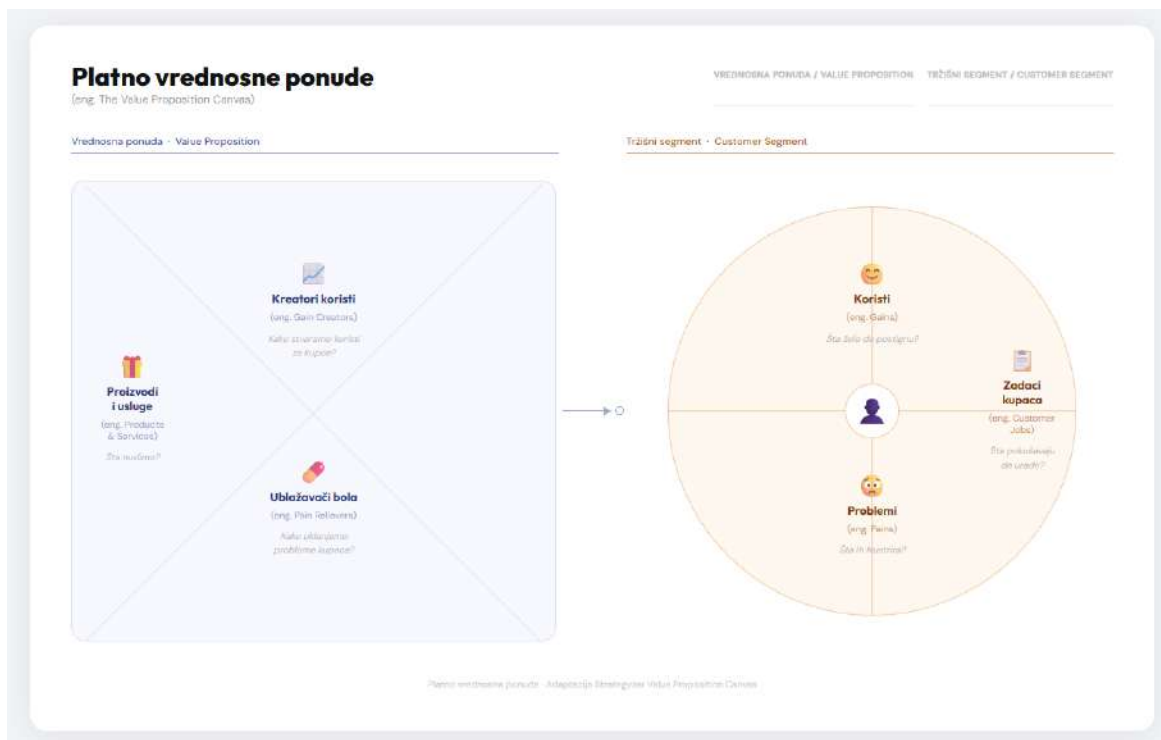 Platno vrednosne ponude
(eng. The Value Proposition Canvas)
VREDNOSNA PONUDA / VALUE PROPOSITION
TRŽIŠNI SEGMENT / CUSTOMER SEGMENT
Vrednosna ponuda · Value Proposition
Tržišni segment · Customer Segment
Kreatori koristi
(eng. Gain Creators)
Kako stvaramo koristi
za kupce?
Proizvodi
i usluge
(eng. Products
& Services)
Šta nudimo?
Ublaživači bola
(eng. Pain Relievers)
Kako uklanjamo
probleme kupaca?
Koristi
(eng. Gains)
Šta žele da postignu?
Zadaci
kupaca
(eng. Customer
Jobs)
Šta pokušavaju
da urade?
Problemi
(eng. Pains)
Šta ih frustrira?
Platno vrednosne ponude · Adaptacija Strategyzer Value Proposition Canvas